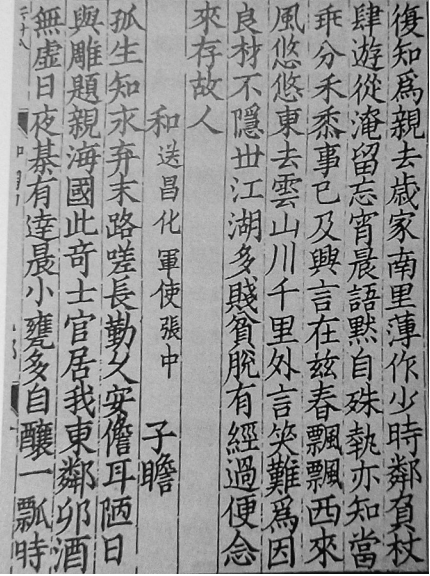 復知爲親去歳家南里薄作少時鄰負杖
肆遊從淹留忘宵晨語黙自殊執亦知當
乖分禾黍事已及興言在兹春飄飄西來
風悠悠東去雲山川千里外言笑難爲因
良材不隱丗江湖多賤貧脫有經過便念
來存故人
和送昌化軍使張中 子瞻
孤生知永弃末路嗟長勤久安儋耳陋日
與雕題親海國此奇士官居我東鄰卯酒
無虛日夜棊有逹晨小甕多自釀一瓢時